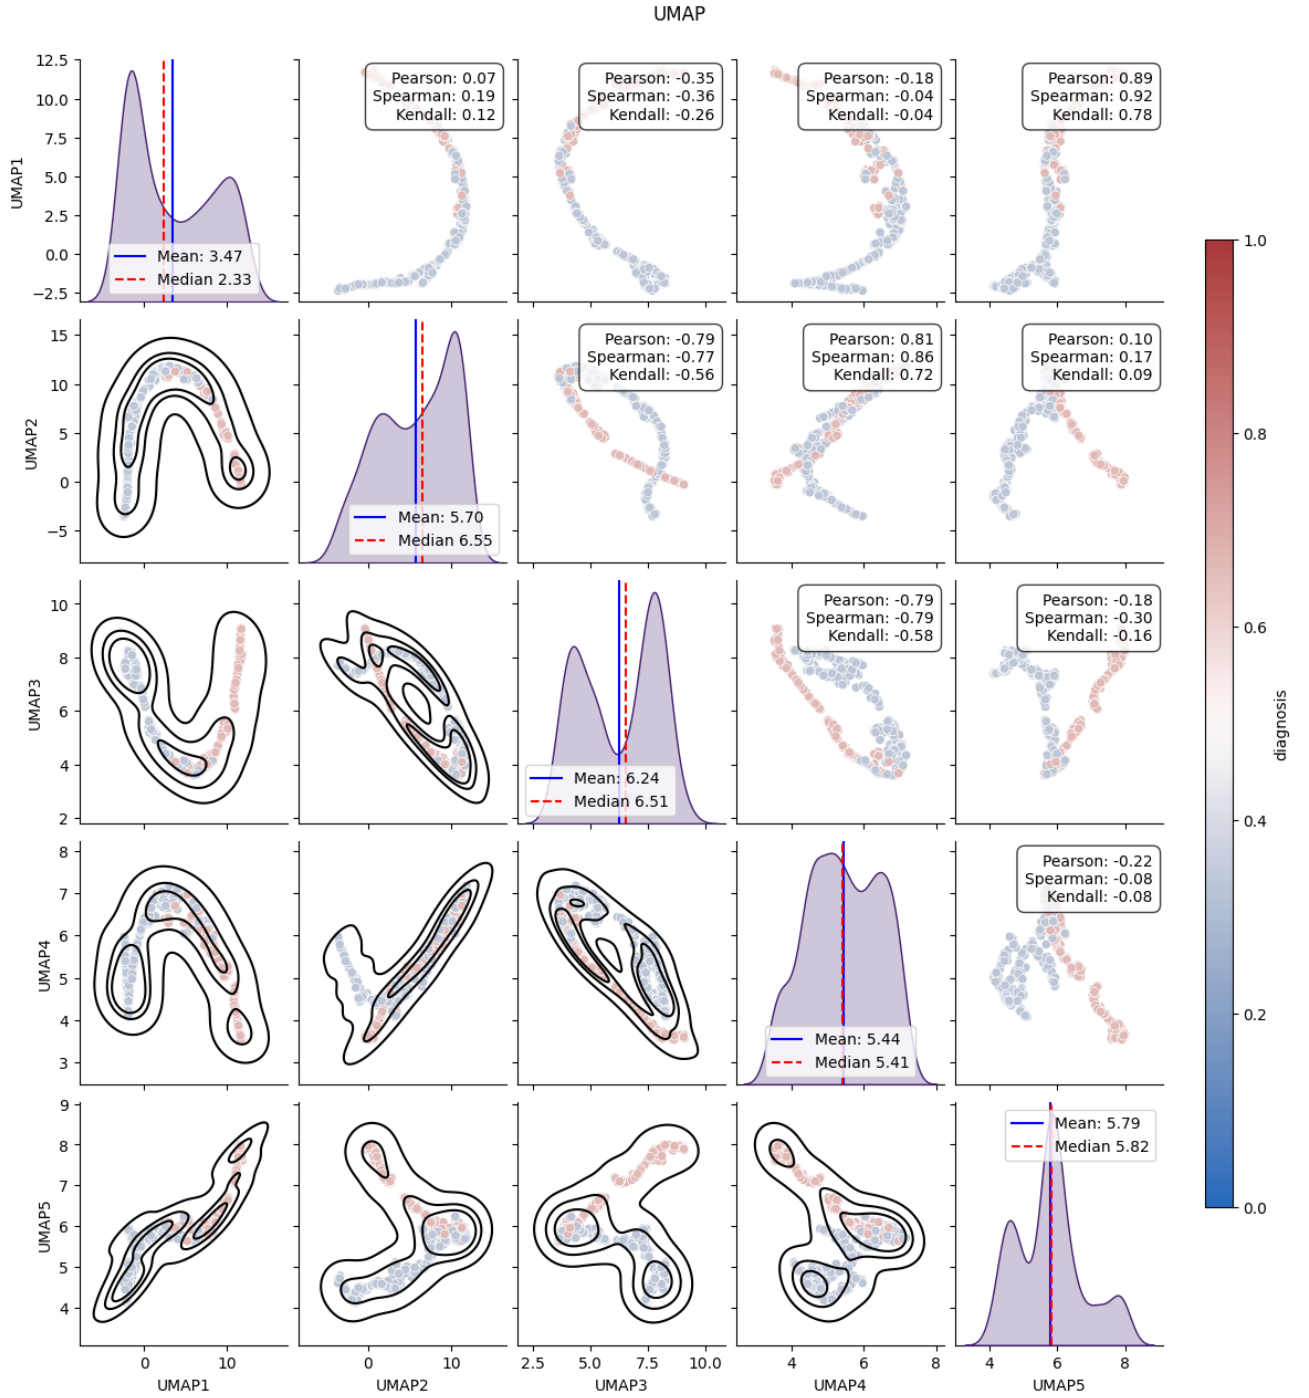 UMAP
12.5
10.0
7.5
5.0
2.5
0.0
−2.5
UMAP1
Mean: 3.47
Median 2.33
Pearson: 0.07
Spearman: 0.19
Kendall: 0.12
Pearson: -0.35
Spearman: -0.36
Kendall: -0.26
Pearson: -0.18
Spearman: -0.04
Kendall: -0.04
Pearson: 0.89
Spearman: 0.92
Kendall: 0.78
15
10
5
0
−5
UMAP2
Mean: 5.70
Median 6.55
Pearson: -0.79
Spearman: -0.77
Kendall: -0.56
Pearson: 0.81
Spearman: 0.86
Kendall: 0.72
Pearson: 0.10
Spearman: 0.17
Kendall: 0.09
10
8
6
4
2
UMAP3
Mean: 6.24
Median 6.51
2.5 5.0 7.5 10.0
Pearson: -0.79
Spearman: -0.79
Kendall: -0.58
4 6 8
Pearson: -0.18
Spearman: -0.30
Kendall: -0.16
8
7
6
5
4
3
UMAP4
Mean: 5.44
Median 5.41
Pearson: -0.22
Spearman: -0.08
Kendall: -0.08
9
8
7
6
5
4
UMAP5
Mean: 5.79
Median 5.82
0 10
UMAP1
0 10
UMAP2
2.5 5.0 7.5 10.0
UMAP3
4 6 8
UMAP4
4 6 8
UMAP5
1.0
0.8
0.6
0.4
0.2
0.0
diagnosis